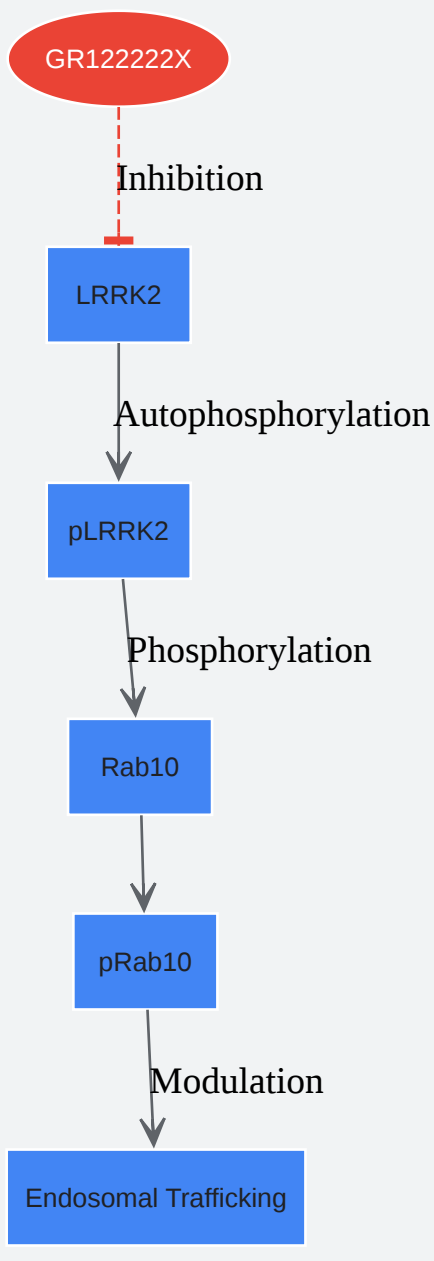 GR122222X
Inhibition
LRRK2
Autophosphorylation
pLRRK2
Phosphorylation
Rab10
pRab10
Modulation
Endosomal Trafficking